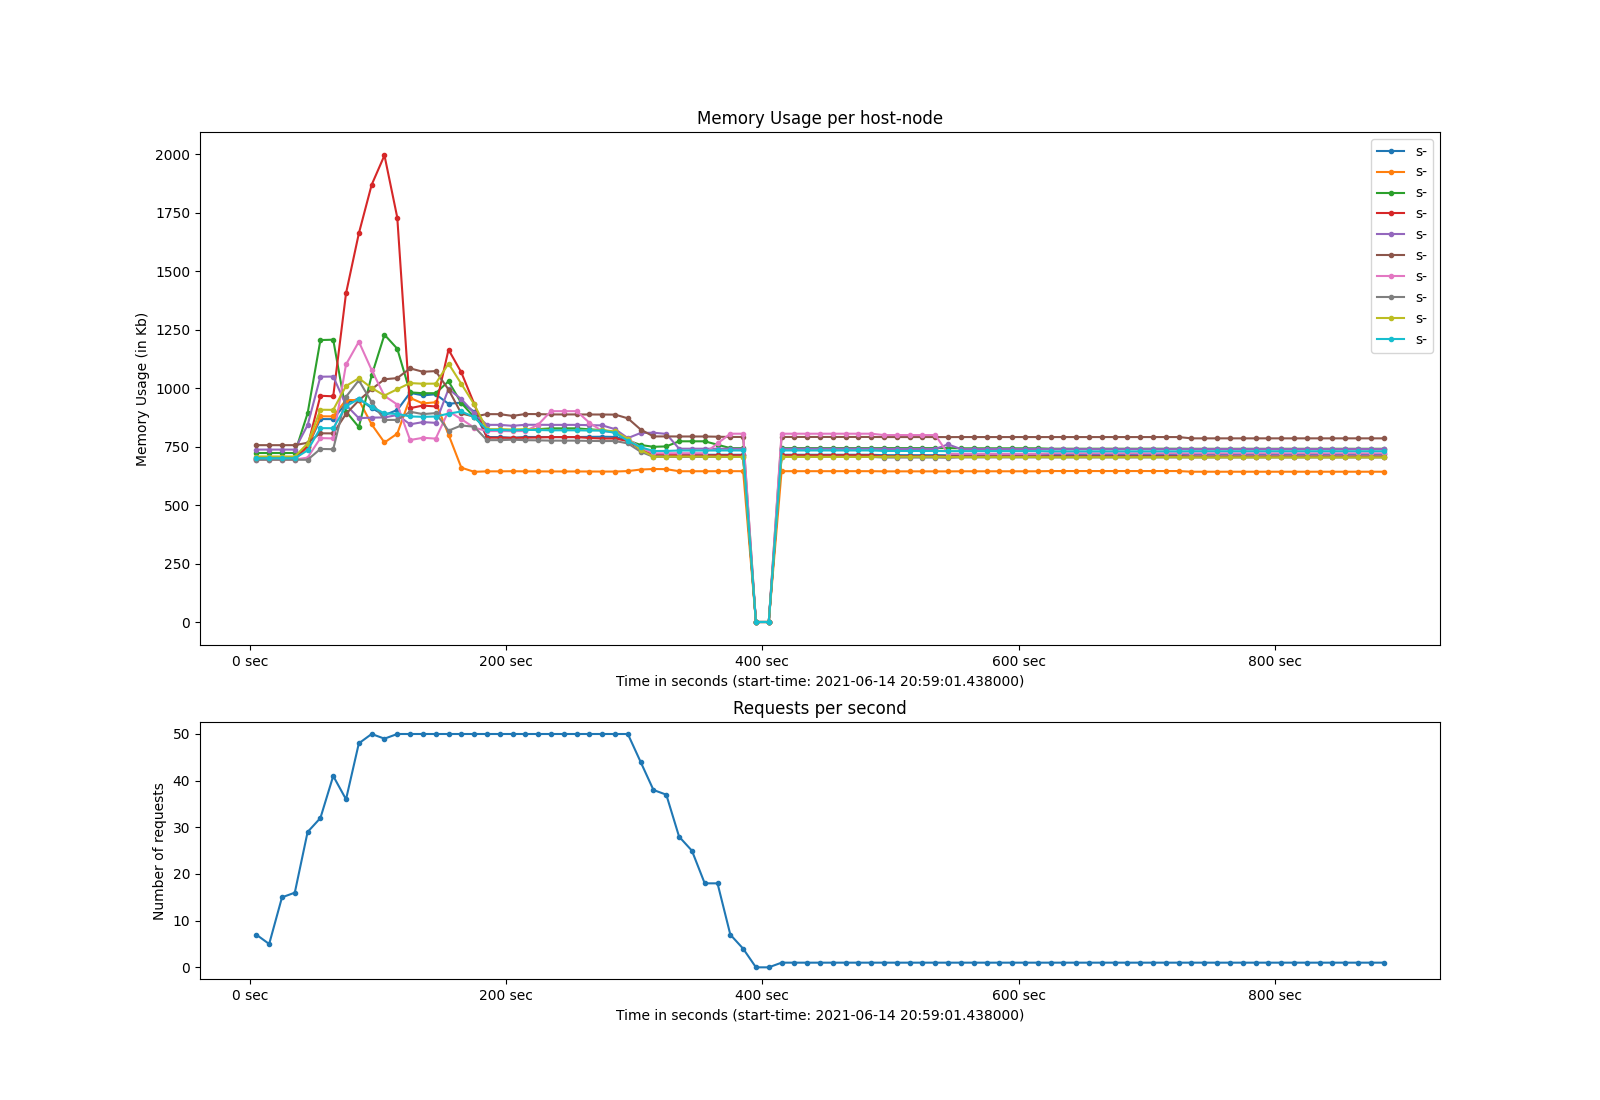 Memory Usage per host-node
Memory Usage (in Kb)
2000
1750
1500
1250
1000
750
500
250
0
s-
s-
s-
s-
s-
s-
s-
s-
s-
s-
0 sec 200 sec 400 sec 600 sec 800 sec
Time in seconds (start-time: 2021-06-14 20:59:01.438000)
Requests per second
Number of requests
50
40
30
20
10
0
0 sec 200 sec 400 sec 600 sec 800 sec
Time in seconds (start-time: 2021-06-14 20:59:01.438000)